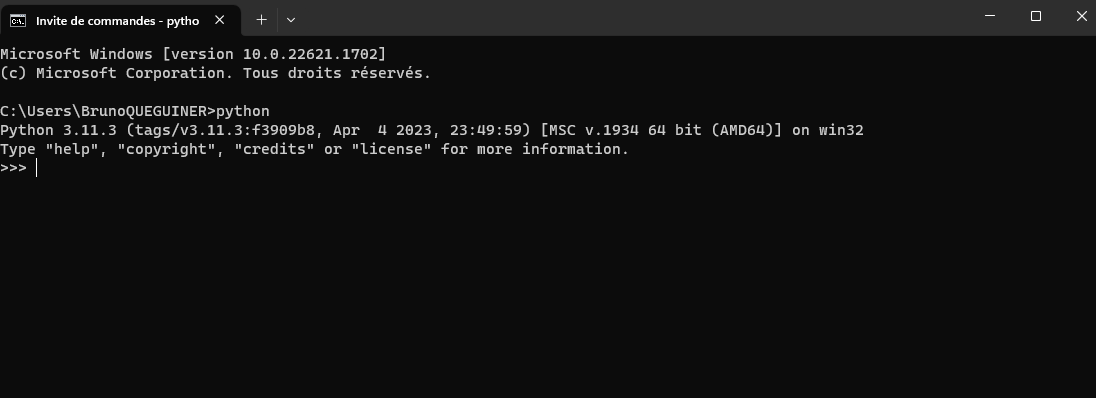 Invite de commandes - pytho
Microsoft Windows [version 10.0.22621.1702]
(c) Microsoft Corporation. Tous droits réservés.
C:\Users\BrunoQUEGUINER>python
Python 3.11.3 (tags/v3.11.3:f3909b8, Apr  4 2023, 23:49:59) [MSC v.1934 64 bit (AMD64)] on win32
Type "help", "copyright", "credits" or "license" for more information.
>>>